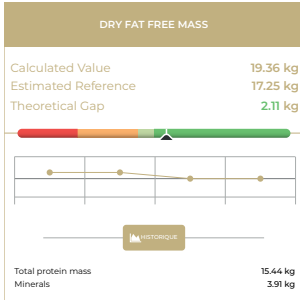 DRY FAT FREE MASS
Calculated Value 19.36 kg
Estimated Reference 17.25 kg
Theoretical Gap 2.11 kg
HISTORIQUE
Total protein mass 15.44 kg
Minerals 3.91 kg